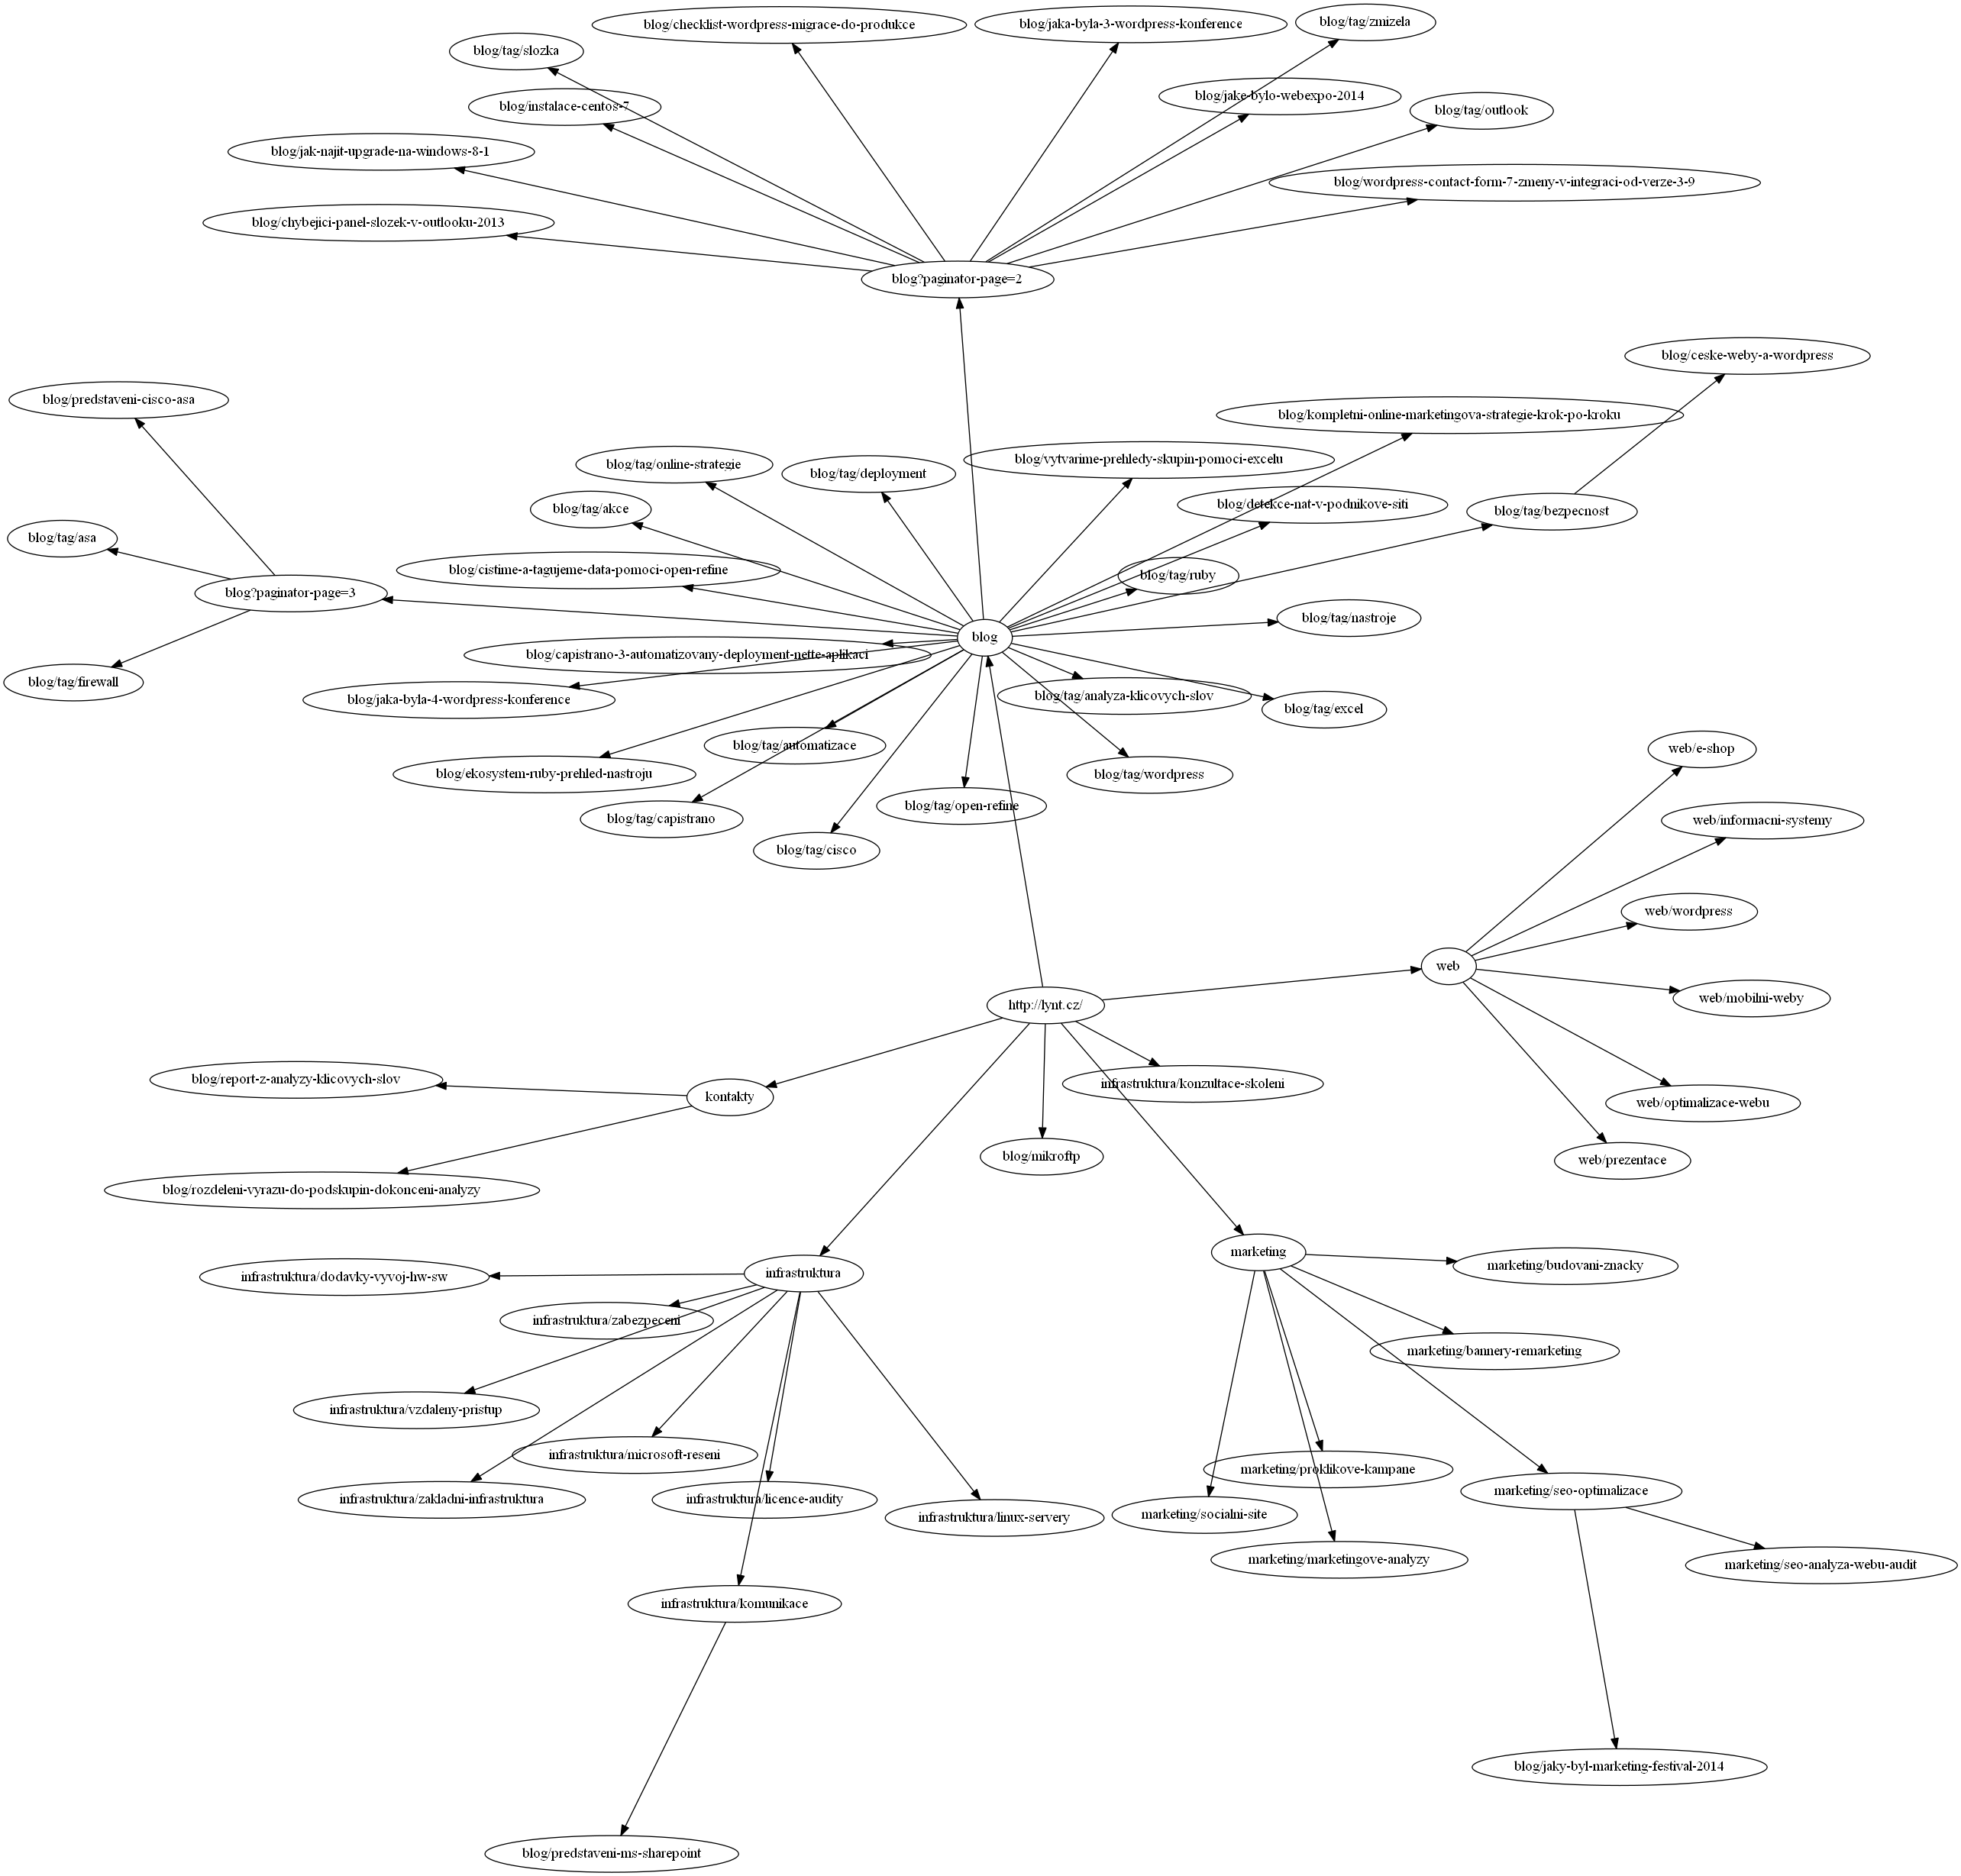 blog/tag/zmizela
blog/checklist-wordpress-migrace-do-produkce
blog/jaka-byla-3-wordpress-konference
blog/tag/slozka
blog/jake-bylo-webexpo-2014
blog/instalace-centos-7
blog/tag/outlook
blog/jak-najit-upgrade-na-windows-8-1
blog/wordpress-contact-form-7-zmeny-v-integraci-od-verze-3-9
blog/chybejici-panel-slozek-v-outlooku-2013
blog?paginator-page=2
blog/ceske-weby-a-wordpress
blog/predstaveni-cisco-asa
blog/kompletni-online-marketingova-strategie-krok-po-kroku
blog/vytvarime-prehledy-skupin-pomoci-excelu
blog/tag/online-strategie
blog/tag/deployment
blog/detekce-nat-v-podnikove-siti
blog/tag/akce
blog/tag/bezpecnost
blog/tag/asa
blog/cistime-a-tagujeme-data-pomoci-open-refine
blog/tag/ruby
blog?paginator-page=3
blog/tag/nastroje
blog
blog/capistrano-3-automatizovany-deployment-nette-aplikaci
blog/tag/firewall
blog/tag/analyza-klicovych-slov
blog/jaka-byla-4-wordpress-konference
blog/tag/excel
blog/tag/automatizace
web/e-shop
blog/ekosystem-ruby-prehled-nastroju
blog/tag/wordpress
blog/tag/open-refine
blog/tag/capistrano
web/informacni-systemy
blog/tag/cisco
web/wordpress
web
web/mobilni-weby
http://lynt.cz/
blog/report-z-analyzy-klicovych-slov
infrastruktura/konzultace-skoleni
kontakty
web/optimalizace-webu
blog/mikroftp
web/prezentace
blog/rozdeleni-vyrazu-do-podskupin-dokonceni-analyzy
marketing
marketing/budovani-znacky
infrastruktura
infrastruktura/dodavky-vyvoj-hw-sw
infrastruktura/zabezpeceni
marketing/bannery-remarketing
infrastruktura/vzdaleny-pristup
infrastruktura/microsoft-reseni
marketing/proklikove-kampane
marketing/seo-optimalizace
infrastruktura/zakladni-infrastruktura
infrastruktura/licence-audity
marketing/socialni-site
infrastruktura/linux-servery
marketing/marketingove-analyzy
marketing/seo-analyza-webu-audit
infrastruktura/komunikace
blog/jaky-byl-marketing-festival-2014
blog/predstaveni-ms-sharepoint